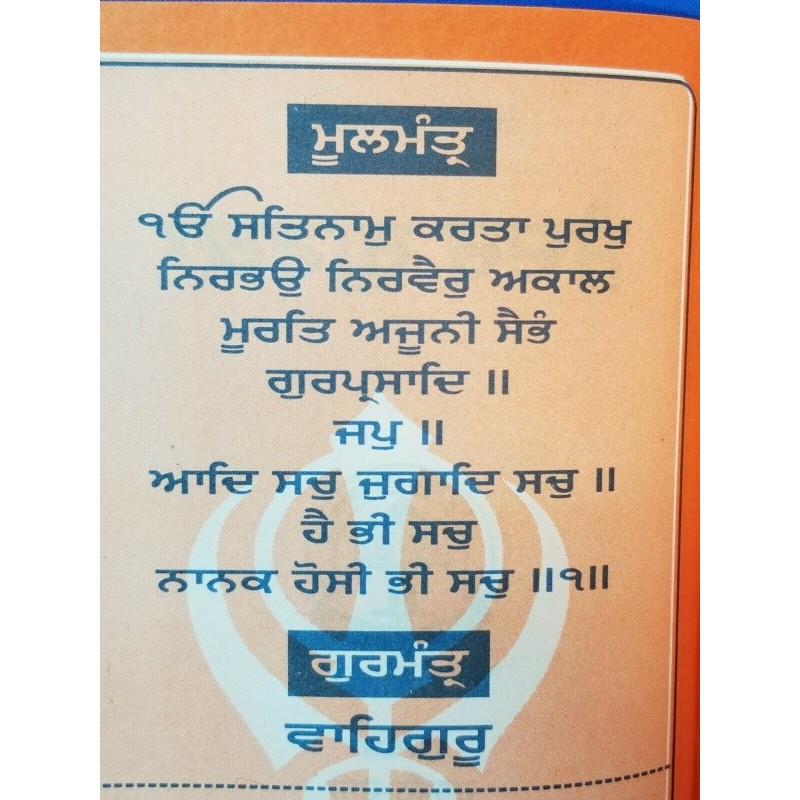 ਮੂਲਮੰਤ੍ਰ
ੴ ਸਤਿਨਾਮੁ ਕਰਤਾ ਪੁਰਖੁ
ਨਿਰਭਉ ਨਿਰਵੈਰੁ ਅਕਾਲ
ਮੂਰਤਿ ਅਜੂਨੀ ਸੈਭੰ
ਗੁਰਪ੍ਰਸਾਦਿ ॥
ਜਪੁ ॥
ਆਦਿ ਸਚੁ ਜੁਗਾਦਿ ਸਚੁ ॥
ਹੈ ਭੀ ਸਚੁ
ਨਾਨਕ ਹੋਸੀ ਭੀ ਸਚੁ ॥੧॥
ਗੁਰਮੰਤ੍ਰ
ਵਾਹਿਗੁਰੂ